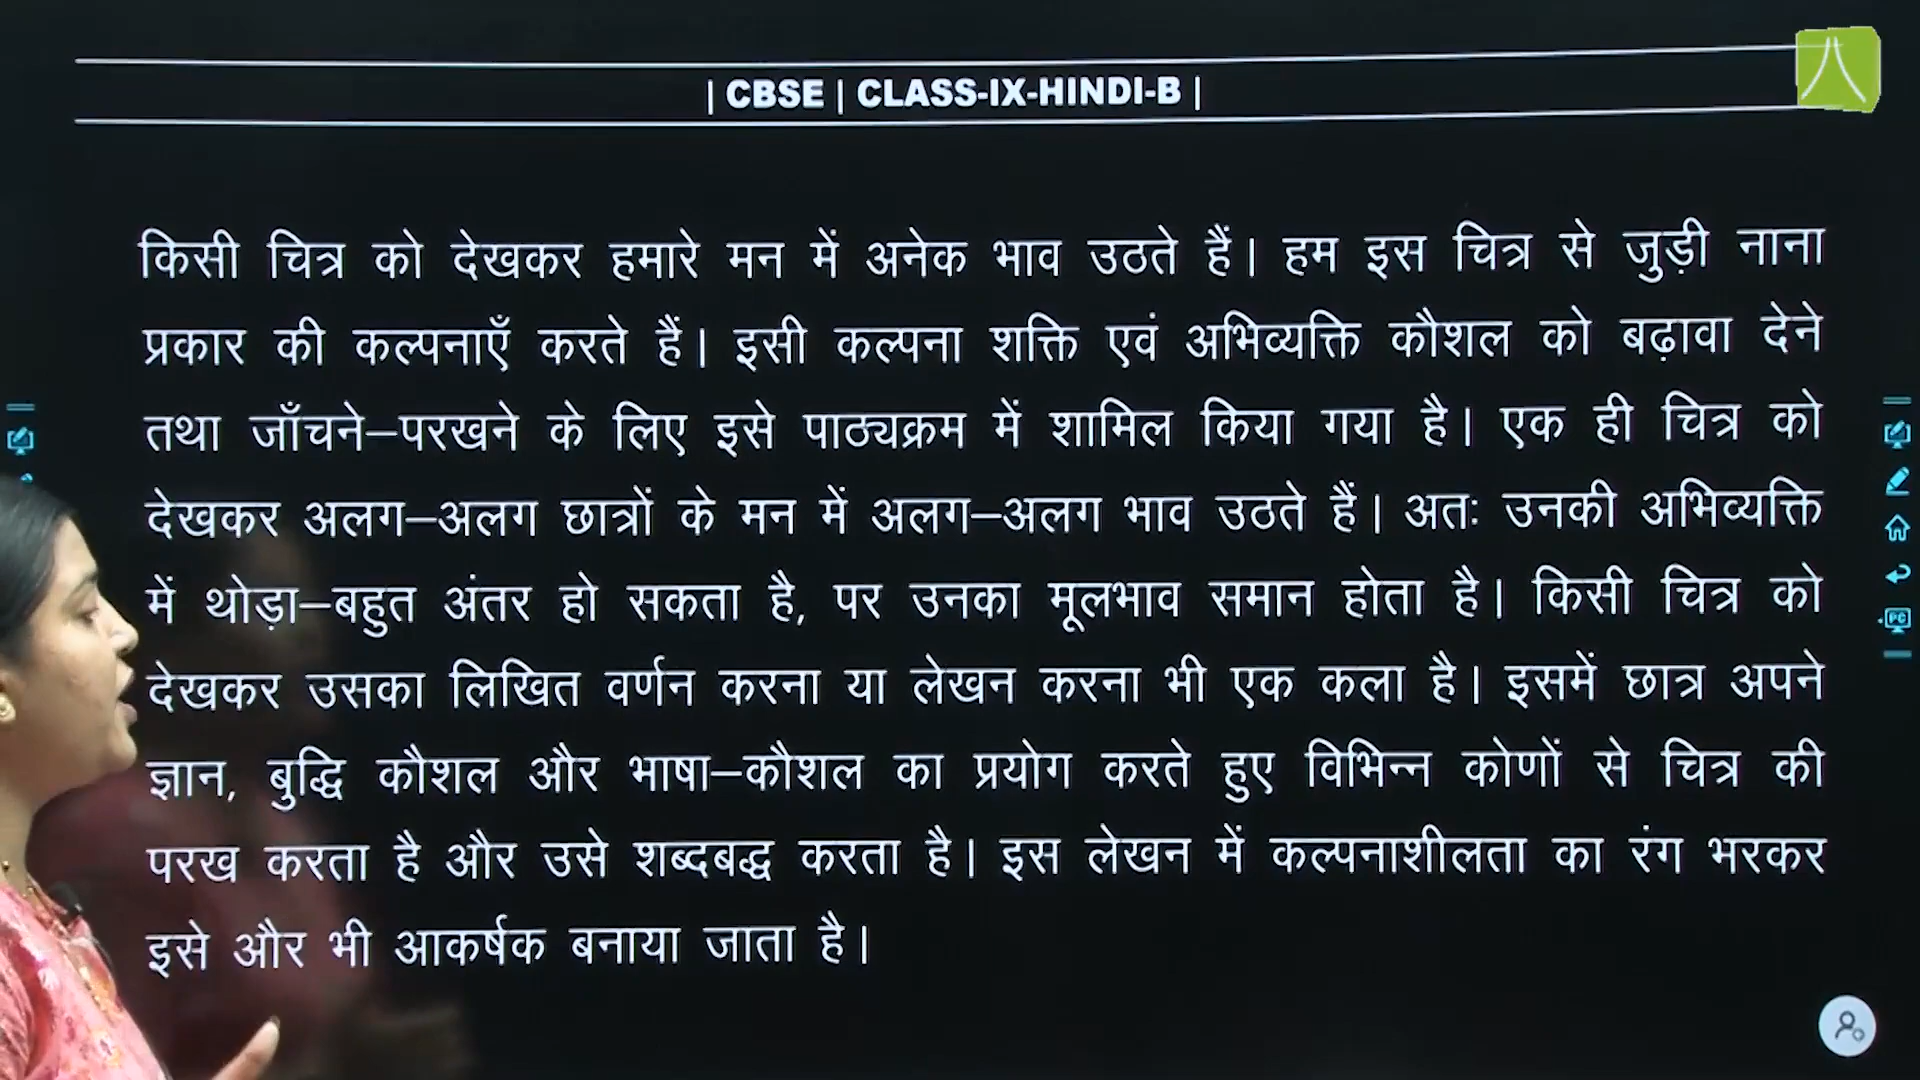 | CBSE | CLASS-IX-HINDI-B |
किसी चित्र को देखकर हमारे मन में अनेक भाव उठते हैं। हम इस चित्र से जुड़ी नाना
प्रकार की कल्पनाएँ करते हैं। इसी कल्पना शक्ति एवं अभिव्यक्ति कौशल को बढ़ावा देने
तथा जाँचने–परखने के लिए इसे पाठ्यक्रम में शामिल किया गया है। एक ही चित्र को
देखकर अलग–अलग छात्रों के मन में अलग–अलग भाव उठते हैं। अतः उनकी अभिव्यक्ति
में थोड़ा–बहुत अंतर हो सकता है, पर उनका मूलभाव समान होता है। किसी चित्र को
देखकर उसका लिखित वर्णन करना या लेखन करना भी एक कला है। इसमें छात्र अपने
ज्ञान, बुद्धि कौशल और भाषा–कौशल का प्रयोग करते हुए विभिन्न कोणों से चित्र की
परख करता है और उसे शब्दबद्ध करता है। इस लेखन में कल्पनाशीलता का रंग भरकर
इसे और भी आकर्षक बनाया जाता है।
PC